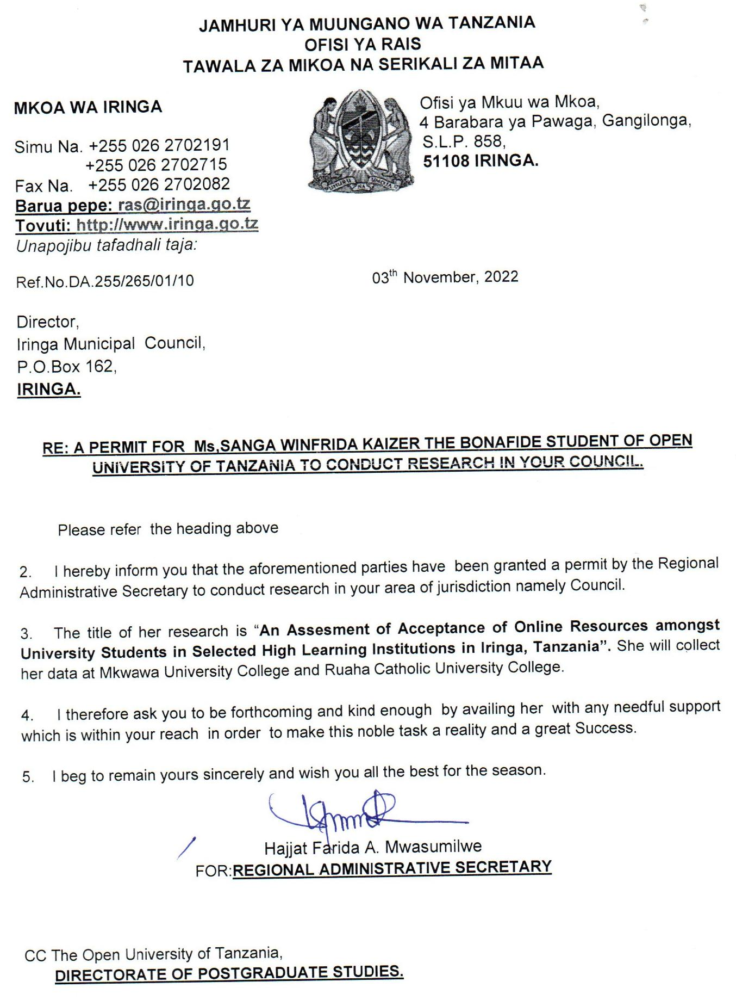 JAMHURI YA MUUNGANO WA TANZANIA
OFISI YA RAIS
TAWALA ZA MIKOA NA SERIKALI ZA MITAA
MKOA WA IRINGA
Simu Na. +255 026 2702191
+255 026 2702715
Fax Na. +255 026 2702082
Barua pepe: ras@iringa.go.tz
Tovuti: http://www.iringa.go.tz
Unapojibu tafadhali taja:
UHURU NA UMOJA
Ofisi ya Mkuu wa Mkoa,
4 Barabara ya Pawaga, Gangilonga,
S.L.P. 858,
51108 IRINGA.
Ref.No.DA.255/265/01/10
03th November, 2022
Director,
Iringa Municipal Council,
P.O.Box 162,
IRINGA.
RE: A PERMIT FOR Ms,SANGA WINFRIDA KAIZER THE BONAFIDE STUDENT OF OPEN
UNIVERSITY OF TANZANIA TO CONDUCT RESEARCH IN YOUR COUNCIL.
Please refer the heading above
2. I hereby inform you that the aforementioned parties have been granted a permit by the Regional
Administrative Secretary to conduct research in your area of jurisdiction namely Council.
3. The title of her research is “An Assesment of Acceptance of Online Resources amongst
University Students in Selected High Learning Institutions in Iringa, Tanzania”. She will collect
her data at Mkwawa University College and Ruaha Catholic University College.
4. I therefore ask you to be forthcoming and kind enough by availing her with any needful support
which is within your reach in order to make this noble task a reality and a great Success.
5. I beg to remain yours sincerely and wish you all the best for the season.
Hajjat Farida A. Mwasumilwe
FOR:REGIONAL ADMINISTRATIVE SECRETARY
CC The Open University of Tanzania,
DIRECTORATE OF POSTGRADUATE STUDIES.